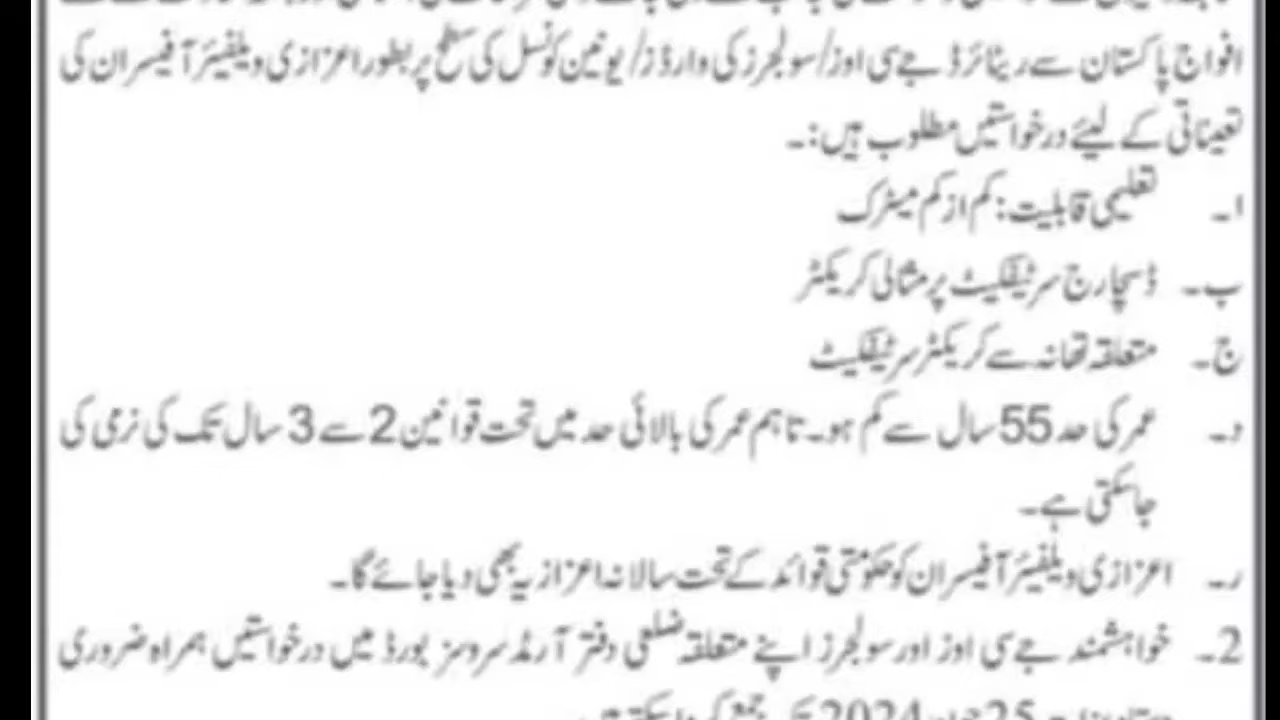 افواج پاکستان سے ریٹائرڈ جے سی اوز/سولجرز کی وارڈز/یونین کونسل کی سطح پر بطور اعزازی ویلفیئر آفیسران کی
تعیناتی کے لیئے درخواستیں مطلوب ہیں:۔
ا۔ تعلیمی قابلیت: کم از کم میٹرک
ب۔ ڈسچارج سرٹیفکیٹ پر مثالی کریکٹر
ج۔ متعلقہ تھانہ سے کریکٹر سرٹیفکیٹ
د۔ عمر کی حد 55 سال سے کم ہو۔ تاہم عمر کی بالائی حد میں تحت قوانین 2 سے 3 سال تک کی نرمی کی
جاسکتی ہے۔
ر۔ اعزازی ویلفیئر آفیسران کو حکومتی قوائد کے تحت سالانہ اعزازیہ بھی دیا جائے گا۔
2۔ خواہشمند جے سی اوز اور سولجرز اپنے متعلقہ ضلعی دفتر آرمڈ سروسز بورڈ میں درخواستیں ہمراہ ضروری
25 جون 2024 تک